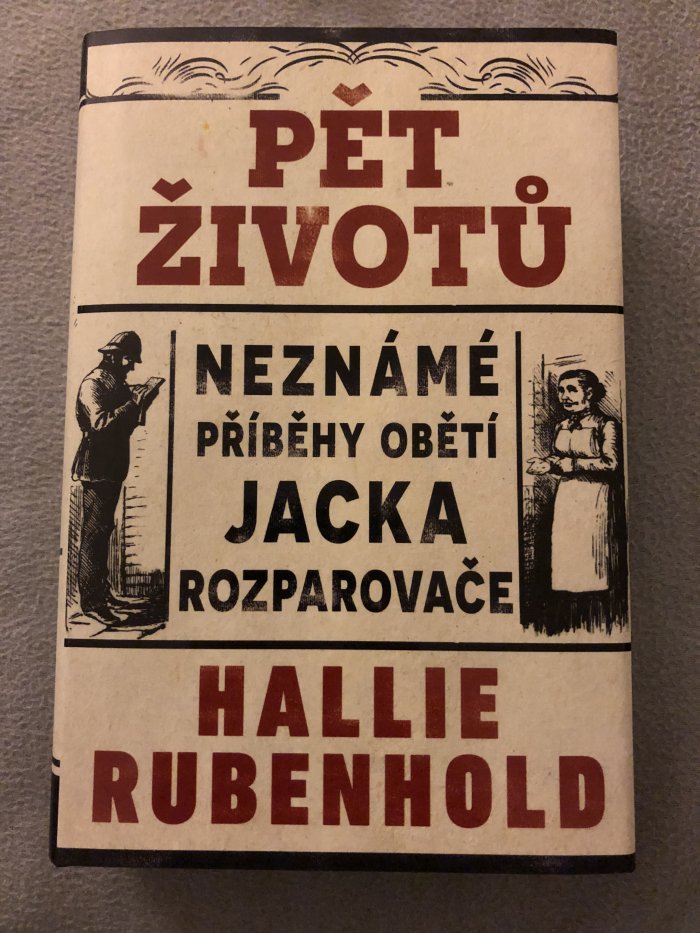 PĚT
ŽIVOTŮ
NEZNÁMÉ
PŘÍBĚHY OBĚTÍ
JACKA
ROZPAROVAČE
HALLIE
RUBENHOLD